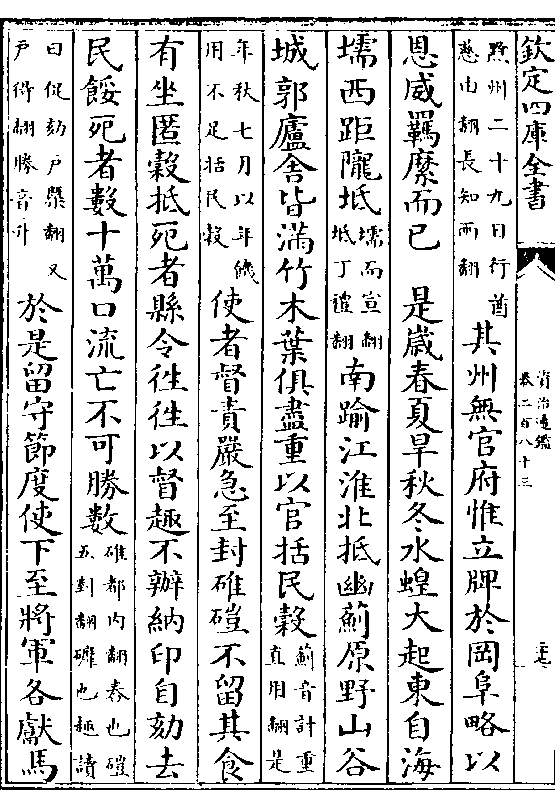 欽定四庫全書
資治通鑑
卷二百八十三
黔州二十九日行酋
慈由翻長知兩翻
其州無官府惟立牌於岡阜略以
恩威羈縻而已　是歲春夏旱秋冬水蝗大起東自海
壖西距隴坻
壖而宣翻
坻丁禮翻
南踰江淮北抵幽薊原野山谷
城郭廬舍皆滿竹木葉俱盡重以官括民穀
薊音計重
直用翻是
年秋七月以年饑
用不足括民穀
使者督責嚴急至封碓磑不留其食
有坐匿穀抵死者縣令徃徃以督趣不辦納印自劾去
民餒死者數十萬口流亡不可勝數
碓都内翻舂也磑
五對翻䃺也趣讀
曰促劾戶槩翻又
戶得翻勝音升
於是留守節度使下至將軍各獻馬